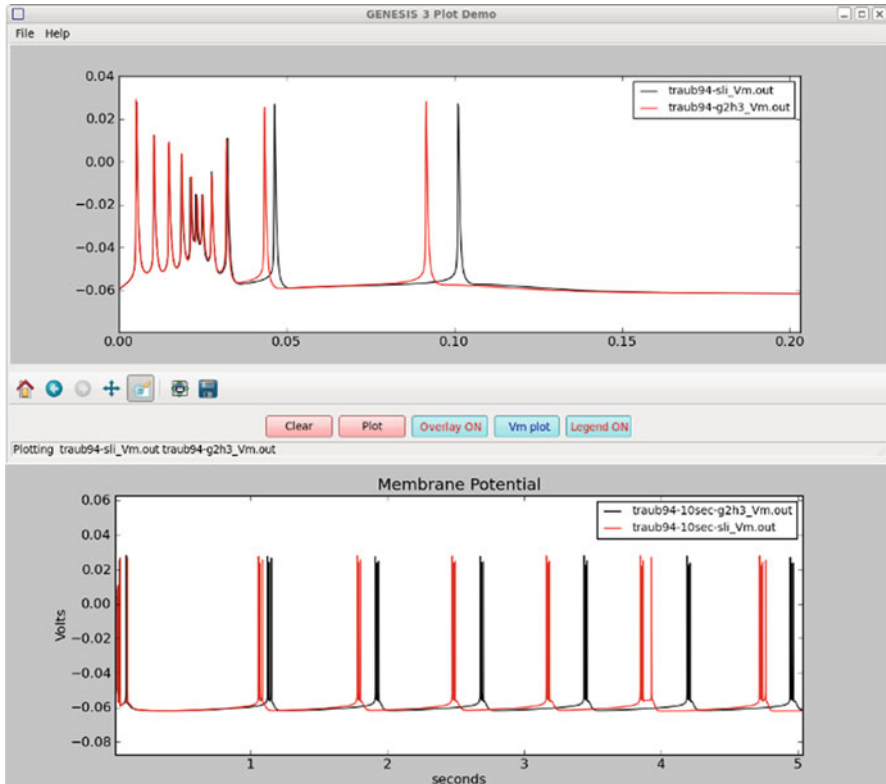 GENESIS 3 Plot Demo
File Help
0.04
0.02
0.00
−0.02
−0.04
−0.06
traub94-sli_Vm.out
traub94-g2h3_Vm.out
0.00 0.05 0.10 0.15 0.20
Clear Plot Overlay ON Vm plot Legend ON
Plotting traub94-sli_Vm.out traub94-g2h3_Vm.out
Membrane Potential
0.06
0.04
0.02
0.00
−0.02
−0.04
−0.06
−0.08
Volts
traub94-10sec-g2h3_Vm.out
traub94-10sec-sli_Vm.out
1 2 3 4 5
seconds